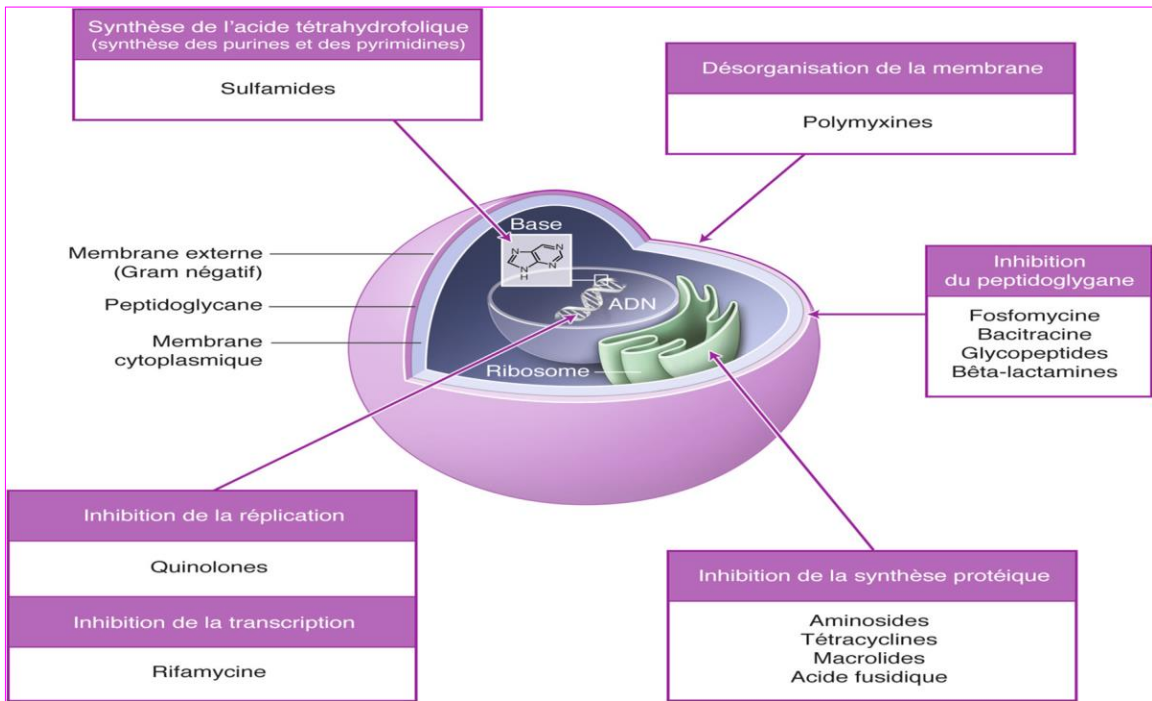 Synthèse de l'acide tétrahydrofolique
(synthèse des purines et des pyrimidines)
Sulfamides
Désorganisation de la membrane
Polymyxines
Membrane externe
(Gram négatif)
Peptidoglycane
Membrane
cytoplasmique
Base
N
N
N
N
H
ADN
Ribosome
Inhibition
du peptidoglygane
Fosfomycine
Bacitracine
Glycopeptides
Bêta-lactamines
Inhibition de la réplication
Quinolones
Inhibition de la transcription
Rifamycine
Inhibition de la synthèse protéique
Aminosides
Tétracyclines
Macrolides
Acide fusidique